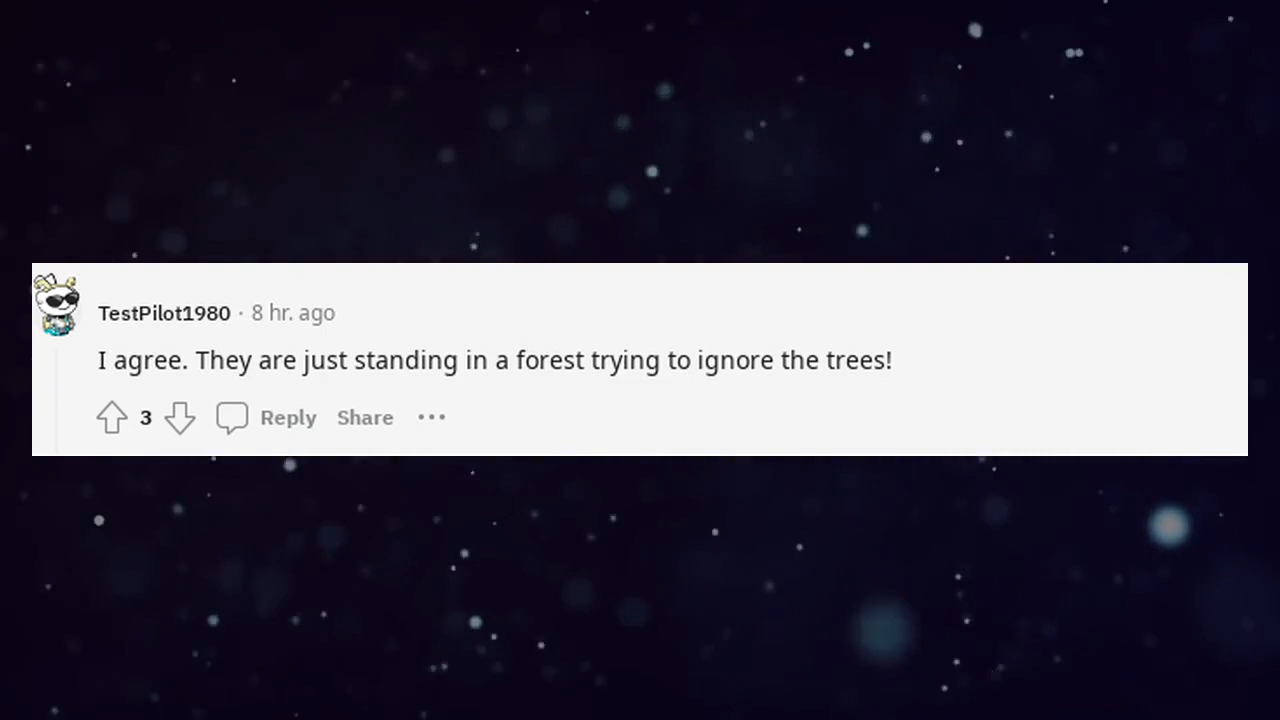 TestPilot1980 · 8 hr. ago
I agree. They are just standing in a forest trying to ignore the trees!
3 Reply Share ···